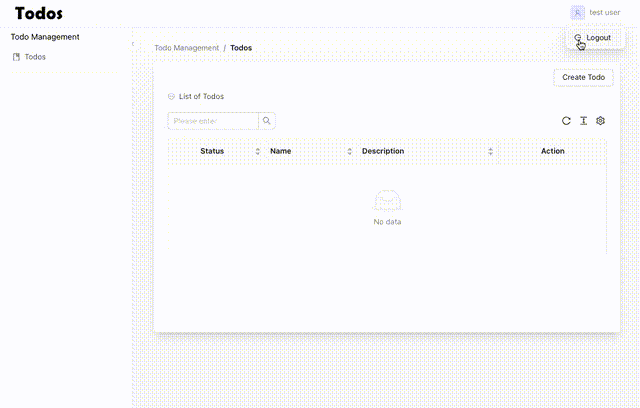 Todos
test user
Logout
Todo Management
Todos
Todo Management / Todos
Create Todo
List of Todos
Please enter
Status
Name
Description
Action
No data